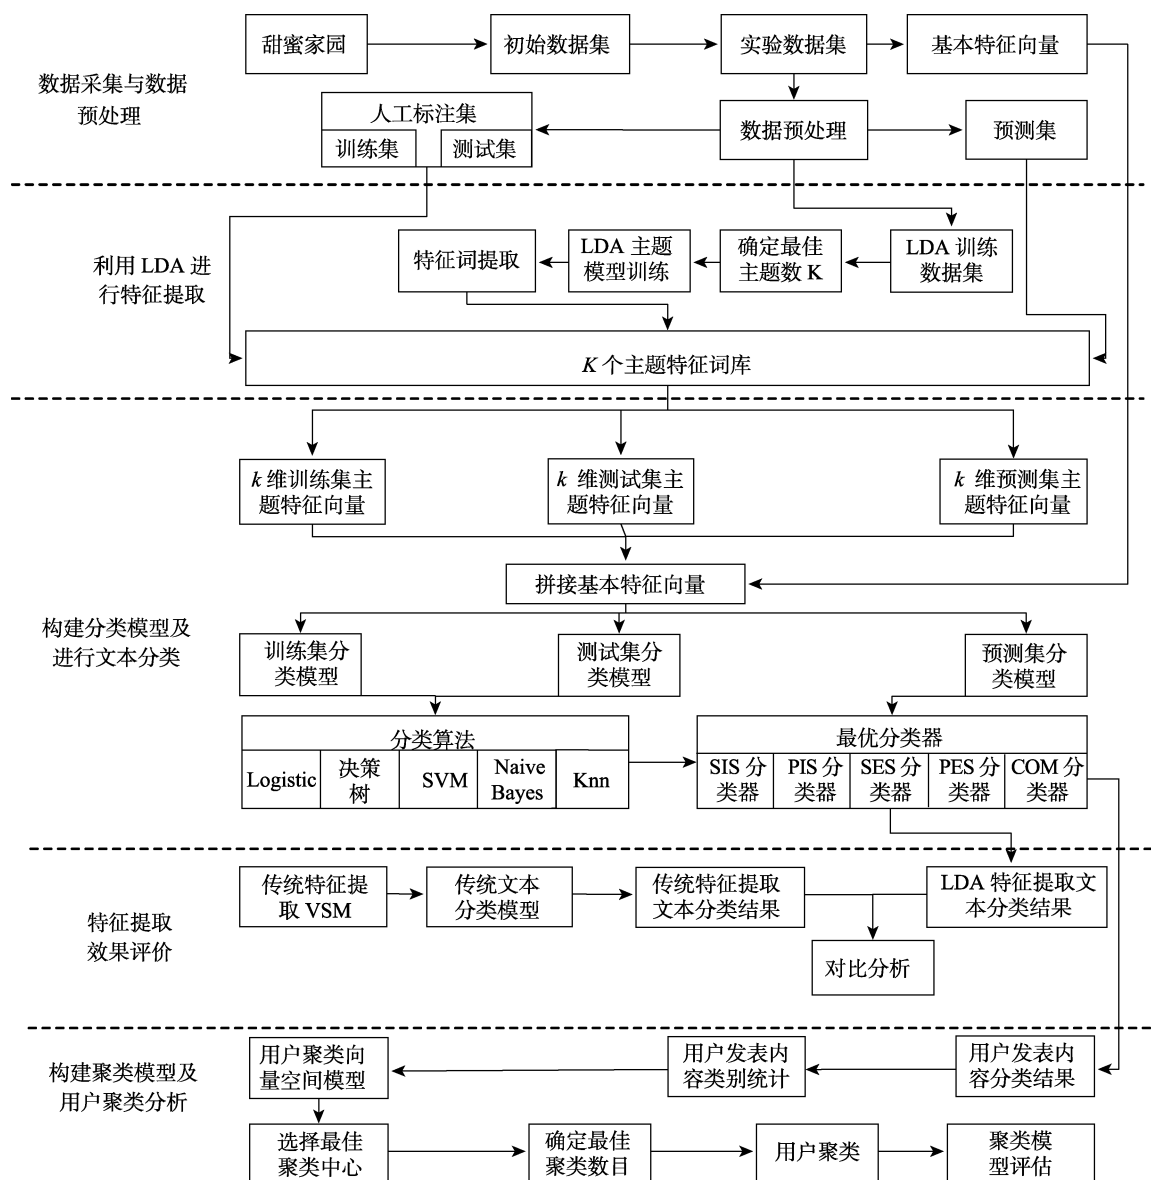 甜蜜家园
初始数据集
实验数据集
基本特征向量
数据采集与数据
预处理
人工标注集
训练集
测试集
数据预处理
预测集
利用 LDA 进
行特征提取
特征词提取
LDA 主题
模型训练
确定最佳
主题数 K
LDA 训练
数据集
K 个主题特征词库
k 维训练集主
题特征向量
k 维测试集主
题特征向量
k 维预测集主
题特征向量
拼接基本特征向量
构建分类模型及
进行文本分类
训练集分
类模型
测试集分
类模型
预测集分
类模型
分类算法
Logistic
决策
树
SVM
Naive
Bayes
Knn
最优分类器
SIS 分
类器
PIS 分
类器
SES 分
类器
PES 分
类器
COM 分
类器
特征提取
效果评价
传统特征提
取 VSM
传统文本
分类模型
传统特征提取
文本分类结果
LDA 特征提取文
本分类结果
对比分析
构建聚类模型及
用户聚类分析
用户聚类向
量空间模型
用户发表内
容类别统计
用户发表内
容分类结果
选择最佳
聚类中心
确定最佳
聚类数目
用户聚类
聚类模
型评估